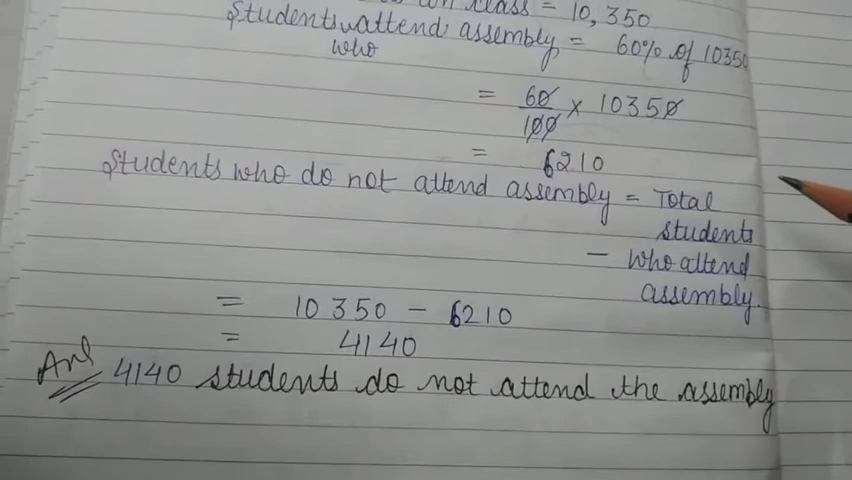 class = 10,350
Students who attend assembly = 60% of 10350
= 60/100 × 10350
= 6210
Students who do not attend assembly = Total
students
- who attend
assembly.
= 10350 - 6210
= 4140
Ans 4140 students do not attend the assembly